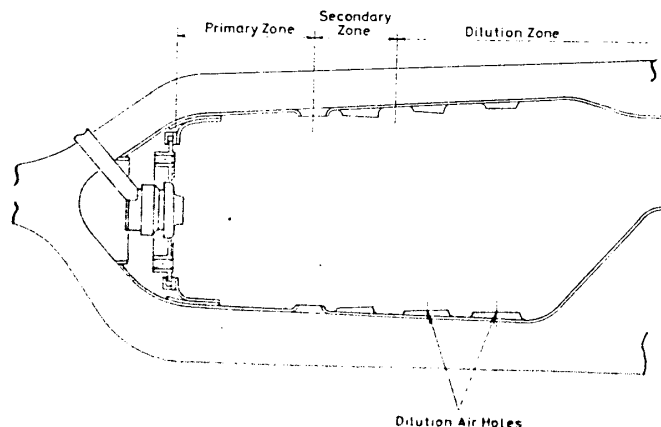 Primary Zone
Secondary
Zone
Dilution Zone
Dilution Air Holes